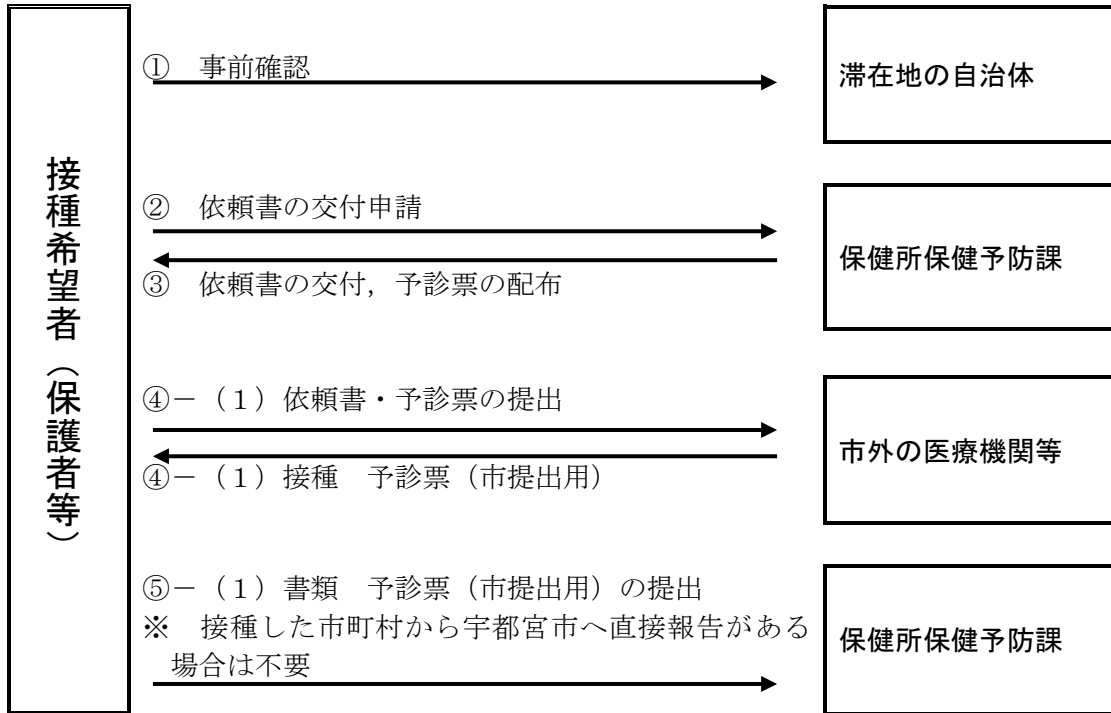 接種希望者（保護者等）
①　事前確認
滞在地の自治体
②　依頼書の交付申請
③　依頼書の交付，予診票の配布
保健所保健予防課
④－（１）依頼書・予診票の提出
④－（１）接種　予診票（市提出用）
市外の医療機関等
⑤－（１）書類　予診票（市提出用）の提出
※　接種した市町村から宇都宮市へ直接報告がある
場合は不要
保健所保健予防課